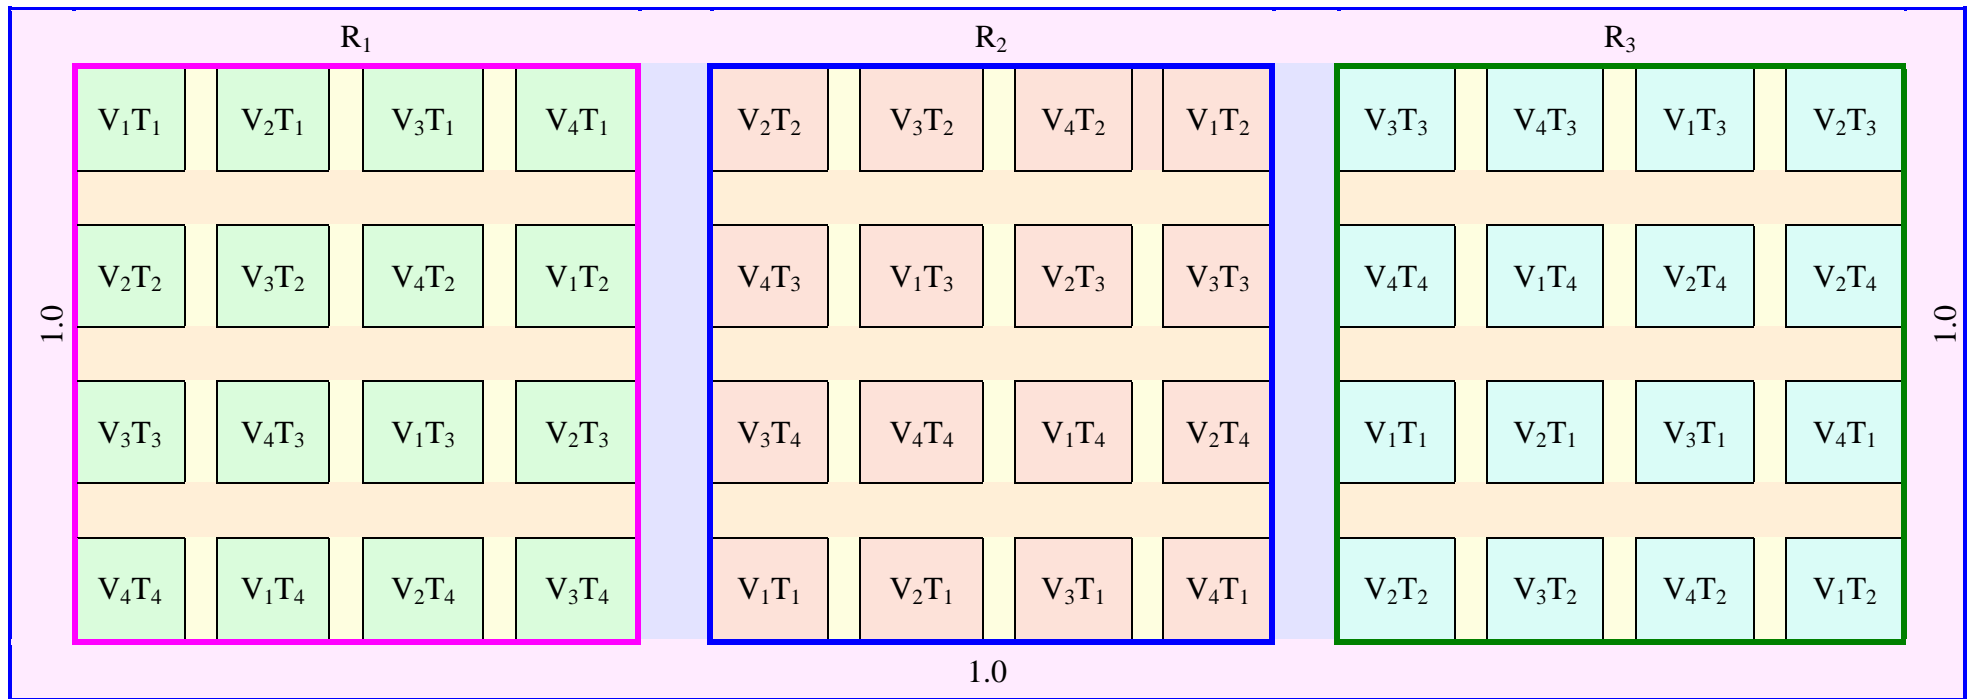 R₁ R₂ R₃
V₁T₁ V₂T₁ V₃T₁ V₄T₁ V₂T₂ V₃T₂ V₄T₂ V₁T₂ V₃T₃ V₄T₃ V₁T₃ V₂T₃
V₂T₂ V₃T₂ V₄T₂ V₁T₂ V₄T₃ V₁T₃ V₂T₃ V₃T₃ V₄T₄ V₁T₄ V₂T₄ V₂T₄
1.0 1.0
V₃T₃ V₄T₃ V₁T₃ V₂T₃ V₃T₄ V₄T₄ V₁T₄ V₂T₄ V₁T₁ V₂T₁ V₃T₁ V₄T₁
V₄T₄ V₁T₄ V₂T₄ V₃T₄ V₁T₁ V₂T₁ V₃T₁ V₄T₁ V₂T₂ V₃T₂ V₄T₂ V₁T₂
1.0